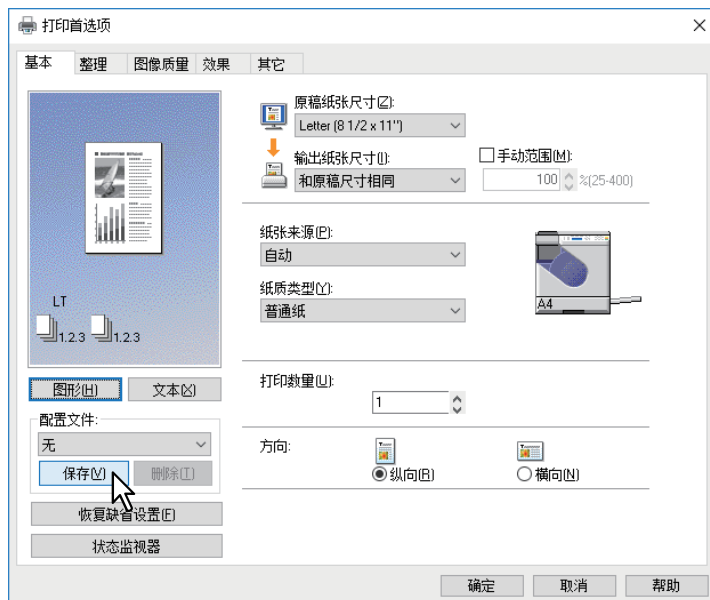 打印首选项
基本 整理 图像质量 效果 其它
原稿纸张尺寸(Z):
Letter (8 1/2 x 11")
输出纸张尺寸(I):
和原稿尺寸相同
手动范围(M):
100 %(25-400)
纸张来源(P):
自动
纸质类型(Y):
普通纸
A4
LT
1.2.3 1.2.3
图形(H) 文本(X)
配置文件:
无
保存(V) 删除(T)
恢复缺省设置(F)
状态监视器
打印数量(U):
1
方向:
纵向(R) 横向(N)
确定 取消 帮助